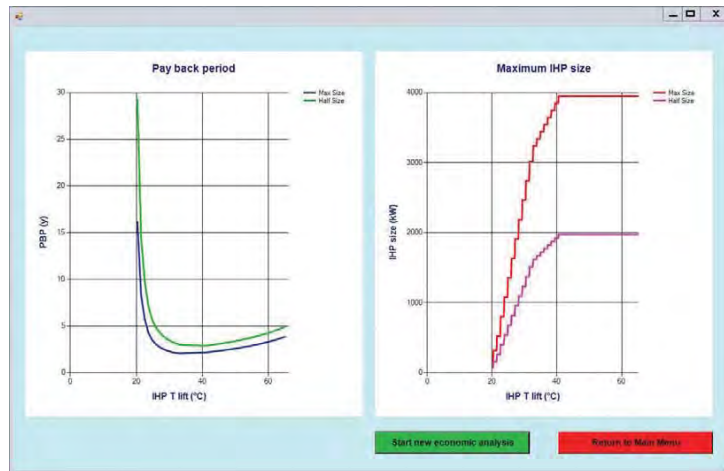 Pay back period
Max Size
Half Size
30
25
20
15
10
5
0
PBP (y)
0 20 40 60
IHP T lift (°C)
Maximum IHP size
Max Size
Half Size
4000
3000
2000
1000
0
IHP size (kW)
0 20 40 60
IHP T lift (°C)
Start new economic analysis
Return to Main Menu